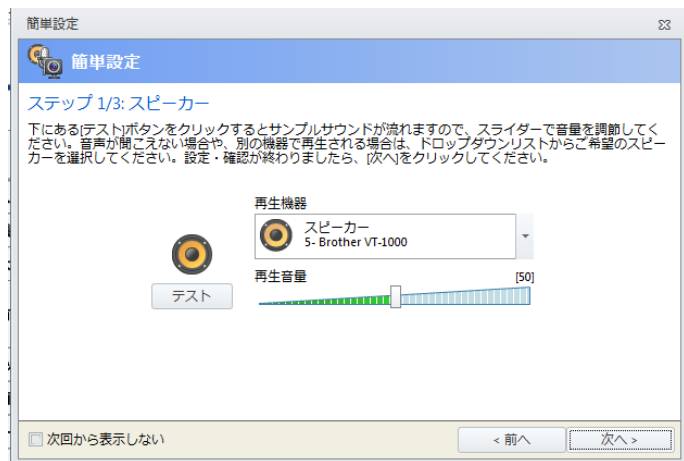 簡単設定
簡単設定
ステップ 1/3: スピーカー
下にある[テスト]ボタンをクリックするとサンプルサウンドが流れますので、スライダーで音量を調節してく
ださい。音声が聞こえない場合や、別の機器で再生される場合は、ドロップダウンリストからご希望のスピー
カーを選択してください。設定・確認が終わりましたら、[次へ]をクリックしてください。
再生機器
スピーカー
5- Brother VT-1000
再生音量 [50]
テスト
次回から表示しない
< 前へ 次へ >